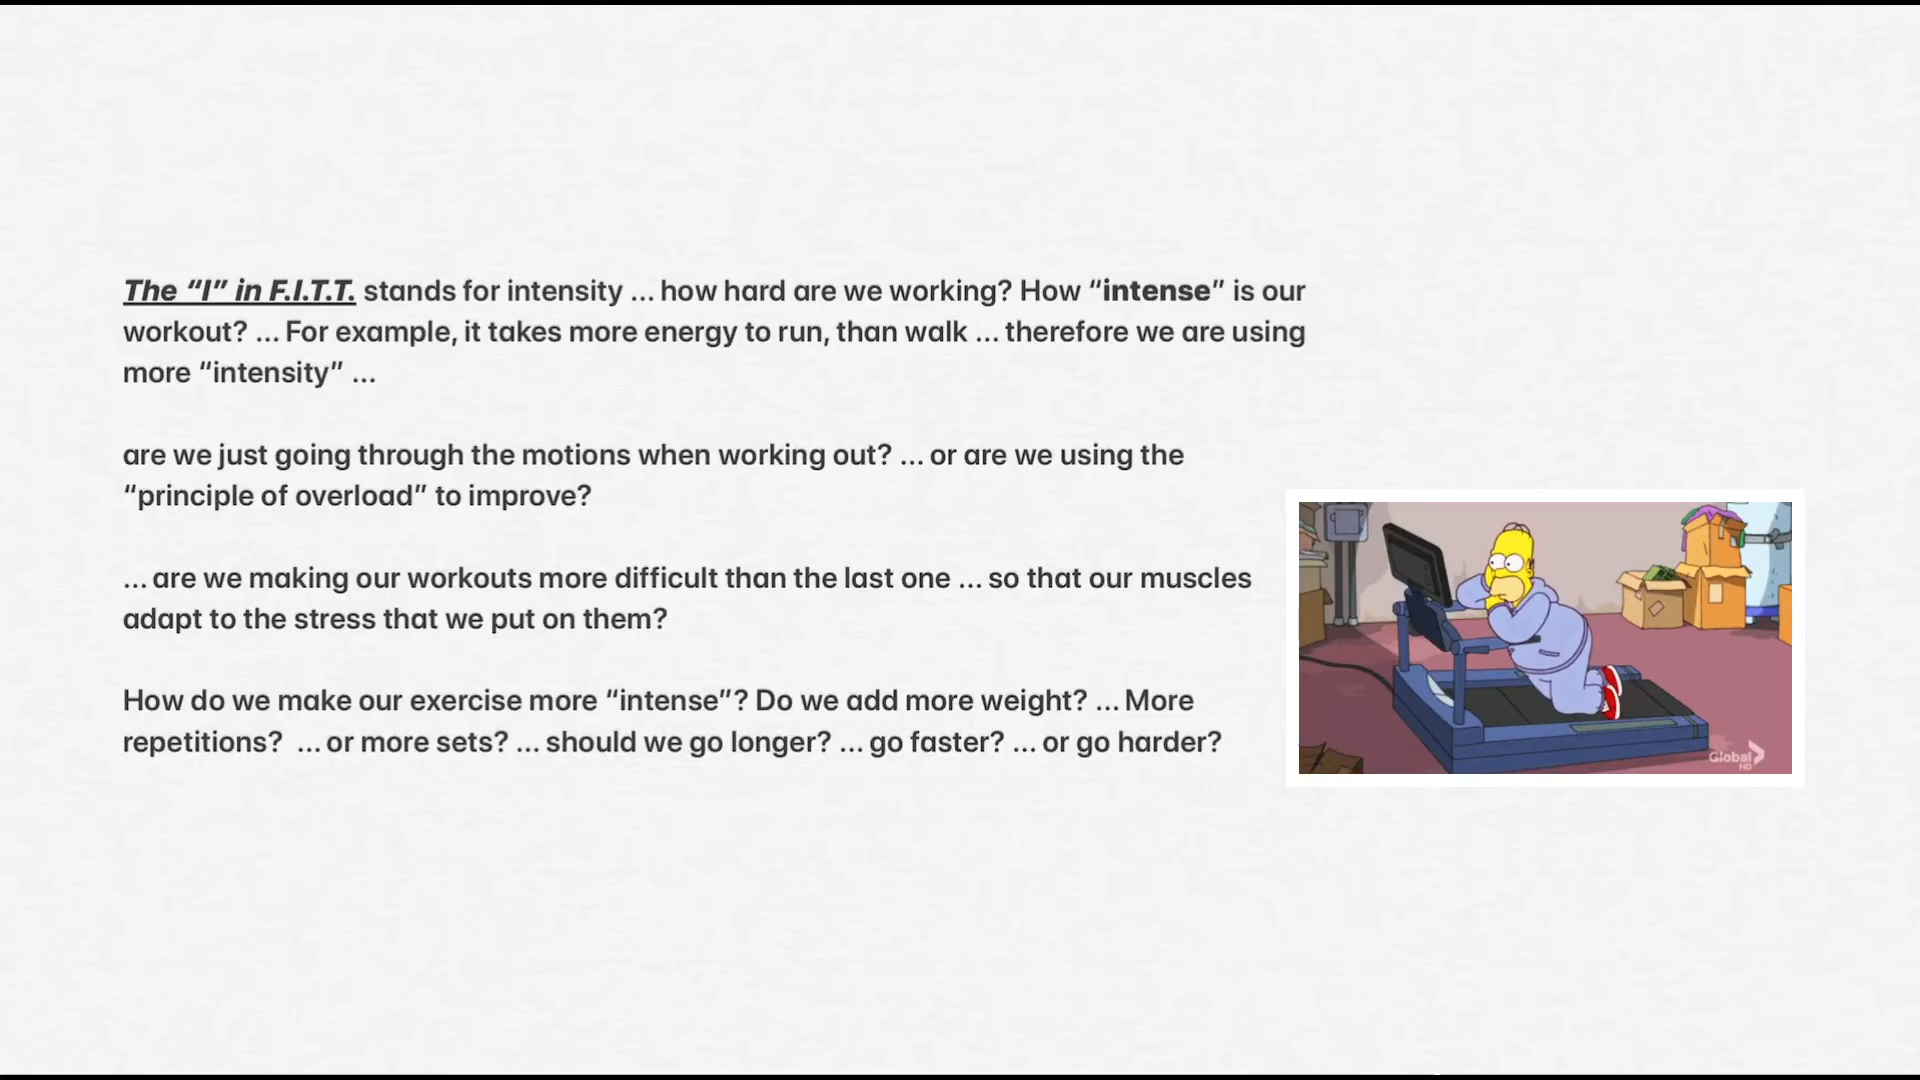 The “I” in F.I.T.T. stands for intensity ... how hard are we working? How “intense” is our
workout? ... For example, it takes more energy to run, than walk ... therefore we are using
more “intensity” ...
are we just going through the motions when working out? ... or are we using the
“principle of overload” to improve?
... are we making our workouts more difficult than the last one ... so that our muscles
adapt to the stress that we put on them?
How do we make our exercise more “intense”? Do we add more weight? ... More
repetitions?  ... or more sets? ... should we go longer? ... go faster? ... or go harder?
Global
HD